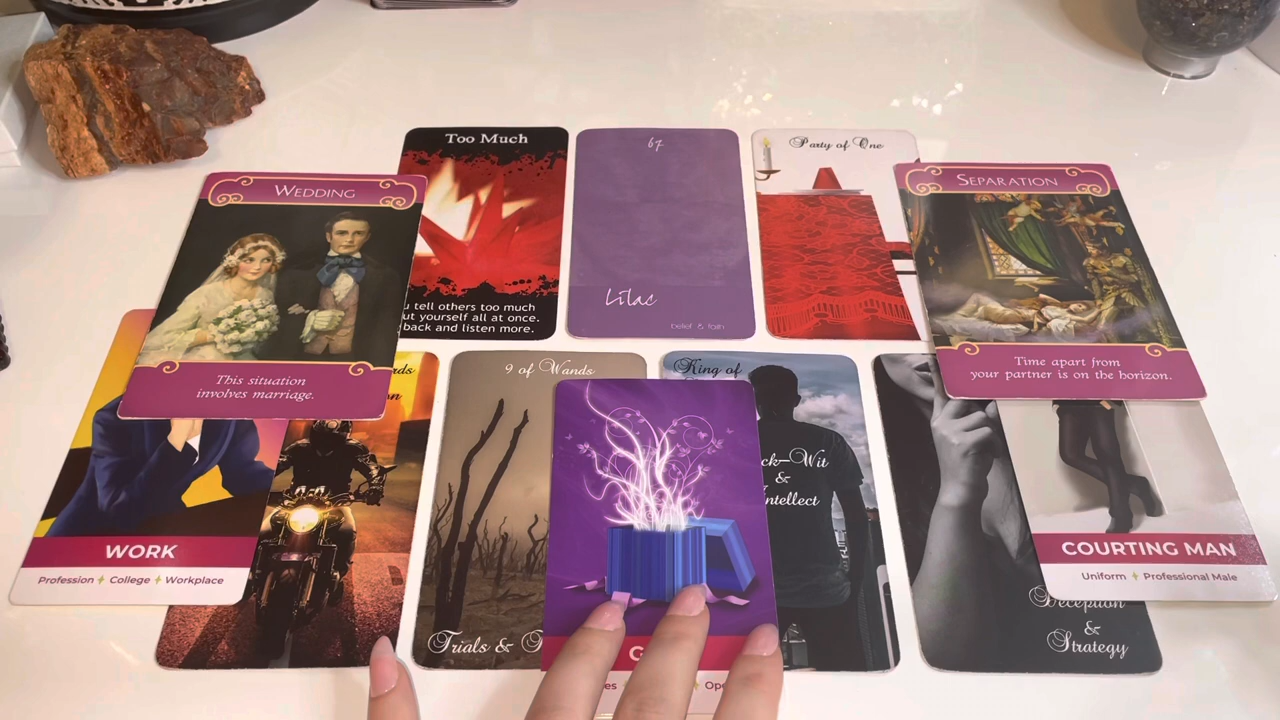 Too Much
u tell others too much
ut yourself all at once.
back and listen more.
67
Lilac
belief & faith
Party of One
WEDDING
This situation
involves marriage.
SEPARATION
Time apart from
your partner is on the horizon.
WORK
Profession + College + Workplace
9 of Wands
Trials &
King of
ck-Wit
&
Intellect
COURTING MAN
Uniform + Professional Male
Deception
&
Strategy